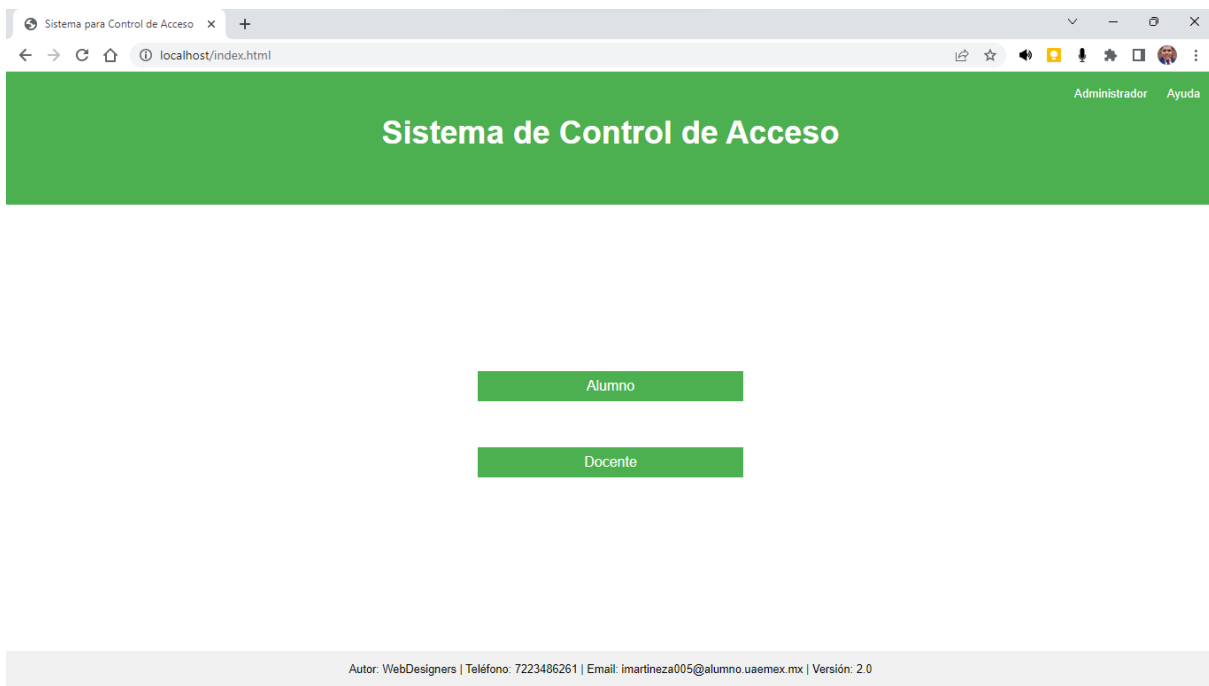 Sistema para Control de Acceso
localhost/index.html
Administrador Ayuda
Sistema de Control de Acceso
Alumno
Docente
Autor: WebDesigners | Teléfono: 7223486261 | Email: imartineza005@alumno.uaemex.mx | Versión: 2.0